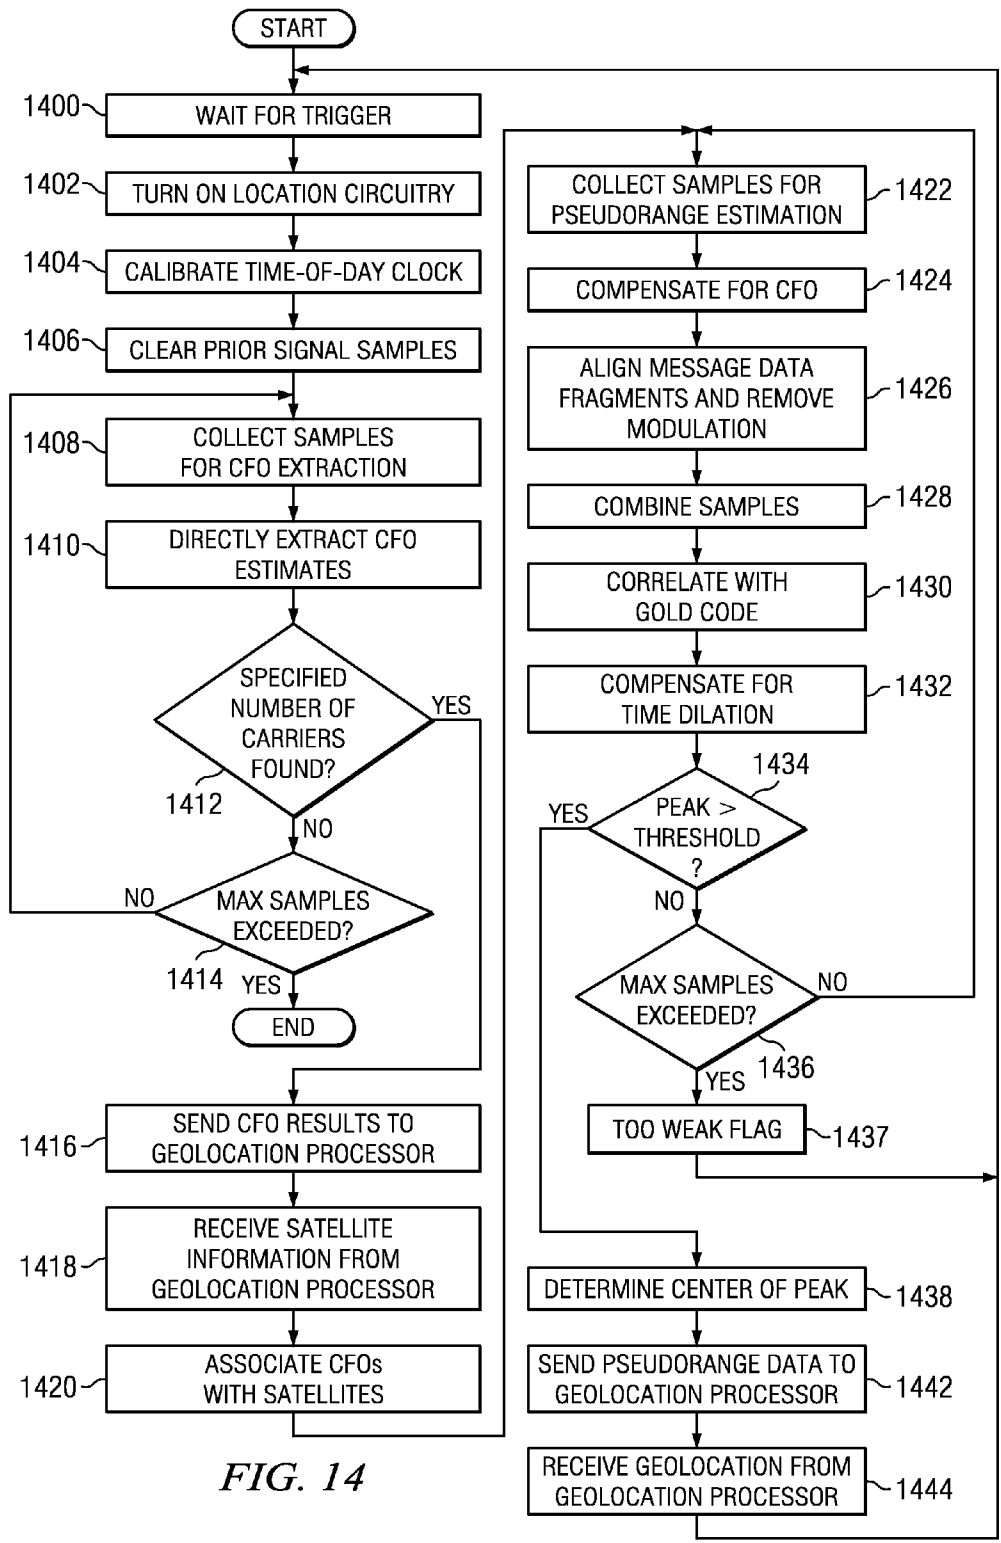 START
1400
WAIT FOR TRIGGER
1402
TURN ON LOCATION CIRCUITRY
1404
CALIBRATE TIME-OF-DAY CLOCK
1406
CLEAR PRIOR SIGNAL SAMPLES
1408
COLLECT SAMPLES
FOR CFO EXTRACTION
1410
DIRECTLY EXTRACT CFO
ESTIMATES
SPECIFIED
NUMBER OF
CARRIERS
FOUND?
YES
1412
NO
MAX SAMPLES
EXCEEDED?
NO
1414
YES
END
1416
SEND CFO RESULTS TO
GEOLOCATION PROCESSOR
1418
RECEIVE SATELLITE
INFORMATION FROM
GEOLOCATION PROCESSOR
1420
ASSOCIATE CFOs
WITH SATELLITES
COLLECT SAMPLES FOR
PSEUDORANGE ESTIMATION
1422
COMPENSATE FOR CFO
1424
ALIGN MESSAGE DATA
FRAGMENTS AND REMOVE
MODULATION
1426
COMBINE SAMPLES
1428
CORRELATE WITH
GOLD CODE
1430
COMPENSATE FOR
TIME DILATION
1432
1434
YES
PEAK >
THRESHOLD
?
NO
MAX SAMPLES
EXCEEDED?
NO
1436
YES
TOO WEAK FLAG
1437
DETERMINE CENTER OF PEAK
1438
SEND PSEUDORANGE DATA TO
GEOLOCATION PROCESSOR
1442
RECEIVE GEOLOCATION FROM
GEOLOCATION PROCESSOR
1444
FIG. 14